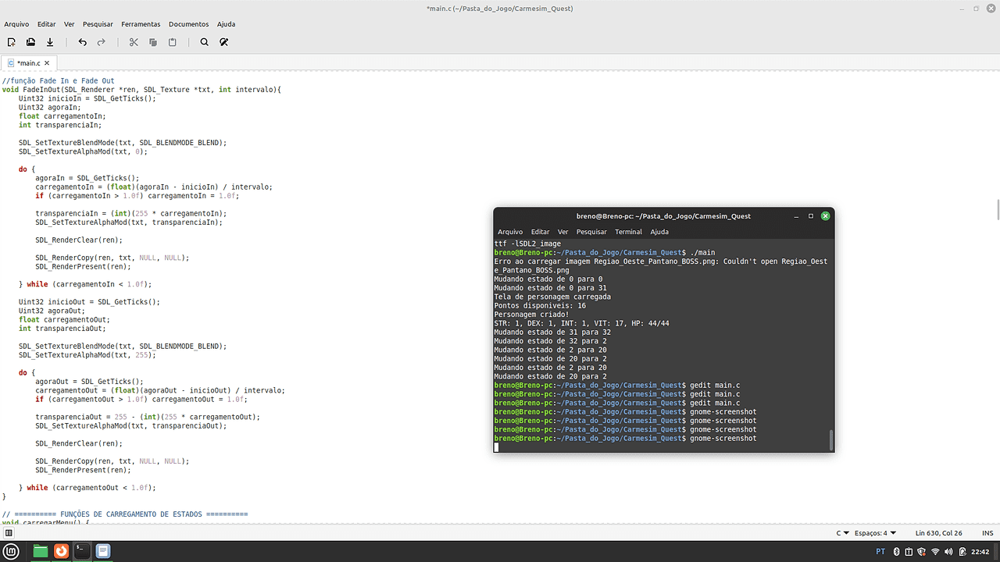 *main.c (~/Pasta_do_Jogo/Carmesim_Quest)
Arquivo Editar Ver Pesquisar Ferramentas Documentos Ajuda
*main.c
//função Fade In e Fade Out
void FadeInOut(SDL_Renderer *ren, SDL_Texture *txt, int intervalo){
    Uint32 inicioIn = SDL_GetTicks();
    Uint32 agoraIn;
    float carregamentoIn;
    int transparenciaIn;
    SDL_SetTextureBlendMode(txt, SDL_BLENDMODE_BLEND);
    SDL_SetTextureAlphaMod(txt, 0);
    do {
        agoraIn = SDL_GetTicks();
        carregamentoIn = (float)(agoraIn - inicioIn) / intervalo;
        if (carregamentoIn > 1.0f) carregamentoIn = 1.0f;
        transparenciaIn = (int)(255 * carregamentoIn);
        SDL_SetTextureAlphaMod(txt, transparenciaIn);
        SDL_RenderClear(ren);
        SDL_RenderCopy(ren, txt, NULL, NULL);
        SDL_RenderPresent(ren);
    } while (carregamentoIn < 1.0f);
    Uint32 inicioOut = SDL_GetTicks();
    Uint32 agoraOut;
    float carregamentoOut;
    int transparenciaOut;
    SDL_SetTextureBlendMode(txt, SDL_BLENDMODE_BLEND);
    SDL_SetTextureAlphaMod(txt, 255);
    do {
        agoraOut = SDL_GetTicks();
        carregamentoOut = (float)(agoraOut - inicioOut) / intervalo;
        if (carregamentoOut > 1.0f) carregamentoOut = 1.0f;
        transparenciaOut = 255 - (int)(255 * carregamentoOut);
        SDL_SetTextureAlphaMod(txt, transparenciaOut);
        SDL_RenderClear(ren);
        SDL_RenderCopy(ren, txt, NULL, NULL);
        SDL_RenderPresent(ren);
    } while (carregamentoOut < 1.0f);
}
// ========== FUNÇÕES DE CARREGAMENTO DE ESTADOS ==========
void carregarMenu() {
breno@Breno-pc: ~/Pasta_do_Jogo/Carmesim_Quest
Arquivo Editar Ver Pesquisar Terminal Ajuda
ttf -lSDL2_image
breno@Breno-pc:~/Pasta_do_Jogo/Carmesim_Quest$ ./main
Erro ao carregar imagem Regiao_Oeste_Pantano_BOSS.png: Couldn't open Regiao_Oest
e_Pantano_BOSS.png
Mudando estado de 0 para 0
Mudando estado de 0 para 31
Tela de personagem carregada
Pontos disponiveis: 16
Personagem criado!
STR: 1, DEX: 1, INT: 1, VIT: 17, HP: 44/44
Mudando estado de 31 para 32
Mudando estado de 32 para 2
Mudando estado de 2 para 20
Mudando estado de 20 para 2
Mudando estado de 2 para 20
Mudando estado de 20 para 2
breno@Breno-pc:~/Pasta_do_Jogo/Carmesim_Quest$ gedit main.c
breno@Breno-pc:~/Pasta_do_Jogo/Carmesim_Quest$ gedit main.c
breno@Breno-pc:~/Pasta_do_Jogo/Carmesim_Quest$ gedit main.c
breno@Breno-pc:~/Pasta_do_Jogo/Carmesim_Quest$ gnome-screenshot
breno@Breno-pc:~/Pasta_do_Jogo/Carmesim_Quest$ gnome-screenshot
breno@Breno-pc:~/Pasta_do_Jogo/Carmesim_Quest$ gnome-screenshot
breno@Breno-pc:~/Pasta_do_Jogo/Carmesim_Quest$ gnome-screenshot
C Espaços: 4 Lin 630, Col 26 INS
PT 22:42